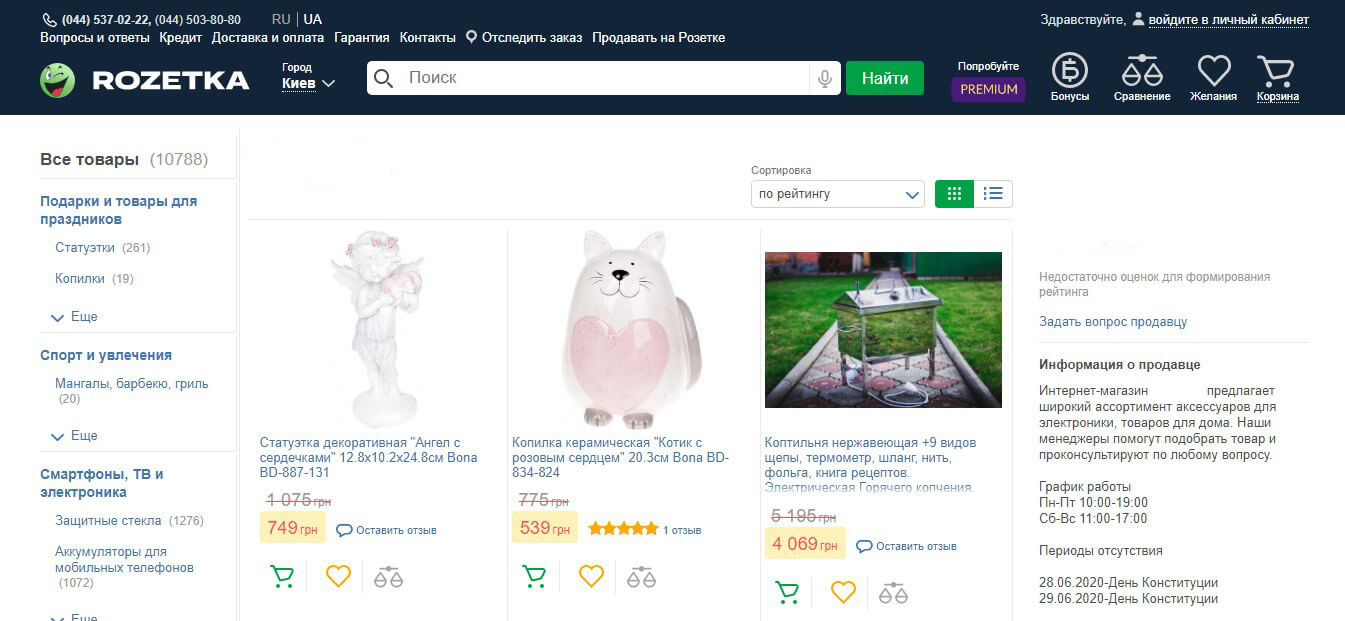 (044) 537-02-22, (044) 503-80-80
RU | UA
Здравствуйте, войдите в личный кабинет
Вопросы и ответы Кредит Доставка и оплата Гарантия Контакты Отследить заказ Продавать на Розетке
ROZETKA
Город
Киев
Поиск
Найти
Попробуйте
PREMIUM
Бонусы
Сравнение
Желания
Корзина
Все товары (10788)
Подарки и товары для
праздников
Статуэтки (261)
Копилки (19)
Еще
Спорт и увлечения
Мангалы, барбекю, гриль
(20)
Еще
Смартфоны, ТВ и
электроника
Защитные стекла (1276)
Аккумуляторы для
мобильных телефонов
(1072)
Еще
Сортировка
по рейтингу
Статуэтка декоративная "Ангел с
сердечками" 12.8х10.2х24.8см Bona
BD-887-131
1 075 грн
749 грн
Оставить отзыв
Копилка керамическая "Котик с
розовым сердцем" 20.3см Bona BD-
834-824
775 грн
539 грн
1 отзыв
Коптильня нержавеющая +9 видов
щепы, термометр, шланг, нить,
фольга, книга рецептов.
Электрическая Горячего копчения.
5 195 грн
4 069 грн
Оставить отзыв
Недостаточно оценок для формирования
рейтинга
Задать вопрос продавцу
Информация о продавце
Интернет-магазин предлагает
широкий ассортимент аксессуаров для
электроники, товаров для дома. Наши
менеджеры помогут подобрать товар и
проконсультируют по любому вопросу.
График работы
Пн-Пт 10:00-19:00
Сб-Вс 11:00-17:00
Периоды отсутствия
28.06.2020-День Конституции
29.06.2020-День Конституции